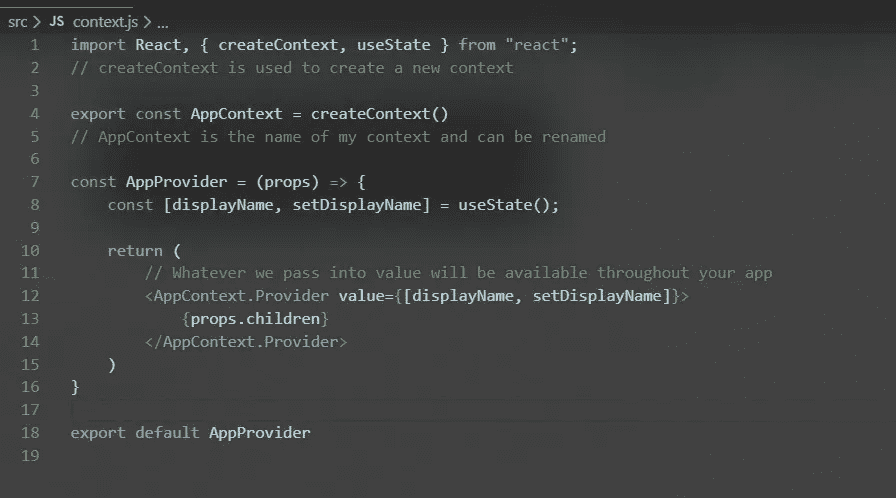 src > JS context.js > ...
1 import React, { createContext, useState } from "react";
2 // createContext is used to create a new context
3
4 export const AppContext = createContext()
5 // AppContext is the name of my context and can be renamed
6
7 const AppProvider = (props) => {
8     const [displayName, setDisplayName] = useState();
9
10     return (
11         // Whatever we pass into value will be available throughout your app
12         <AppContext.Provider value={[displayName, setDisplayName]}>
13             {props.children}
14         </AppContext.Provider>
15     )
16 }
17
18 export default AppProvider
19